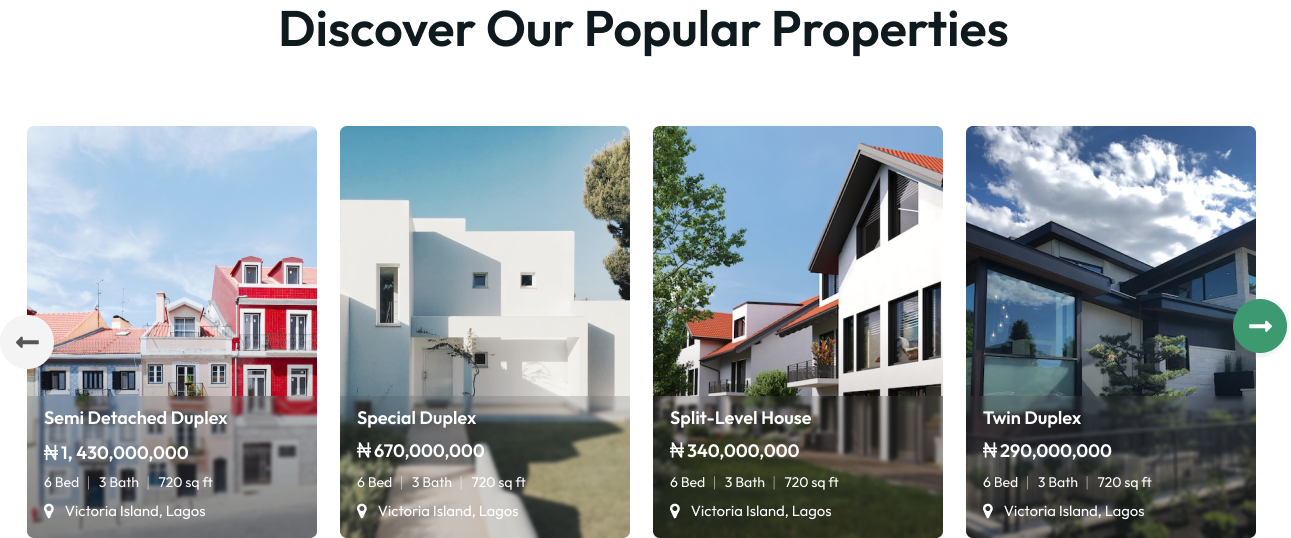 Discover Our Popular Properties
Semi Detached Duplex
₦ 1, 430,000,000
6 Bed | 3 Bath | 720 sq ft
Victoria Island, Lagos
Special Duplex
₦ 670,000,000
6 Bed | 3 Bath | 720 sq ft
Victoria Island, Lagos
Split-Level House
₦ 340,000,000
6 Bed | 3 Bath | 720 sq ft
Victoria Island, Lagos
Twin Duplex
₦ 290,000,000
6 Bed | 3 Bath | 720 sq ft
Victoria Island, Lagos